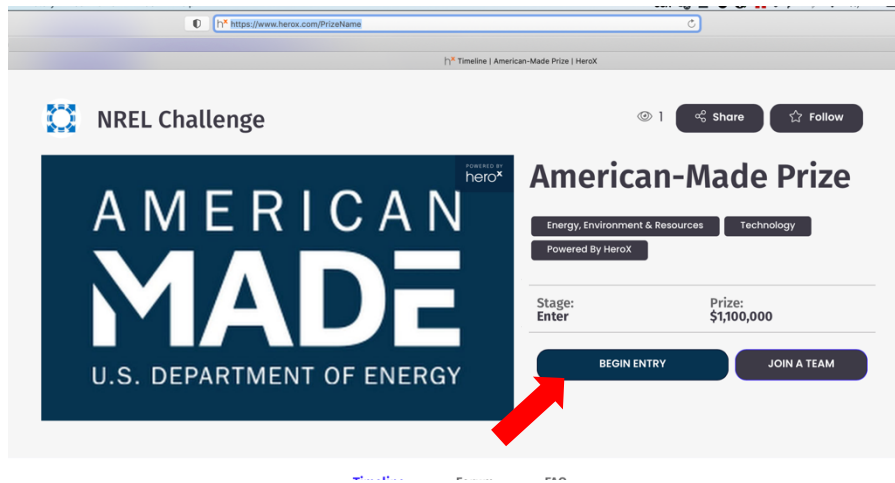 https://www.herox.com/PrizeName
Timeline | American-Made Prize | HeroX
NREL Challenge
1
Share
Follow
POWERED BY
herox
AMERICAN
MADE
U.S. DEPARTMENT OF ENERGY
American-Made Prize
Energy, Environment & Resources
Technology
Powered By HeroX
Stage:
Enter
Prize:
$1,100,000
BEGIN ENTRY
JOIN A TEAM
Timeline
Forum
FAQ